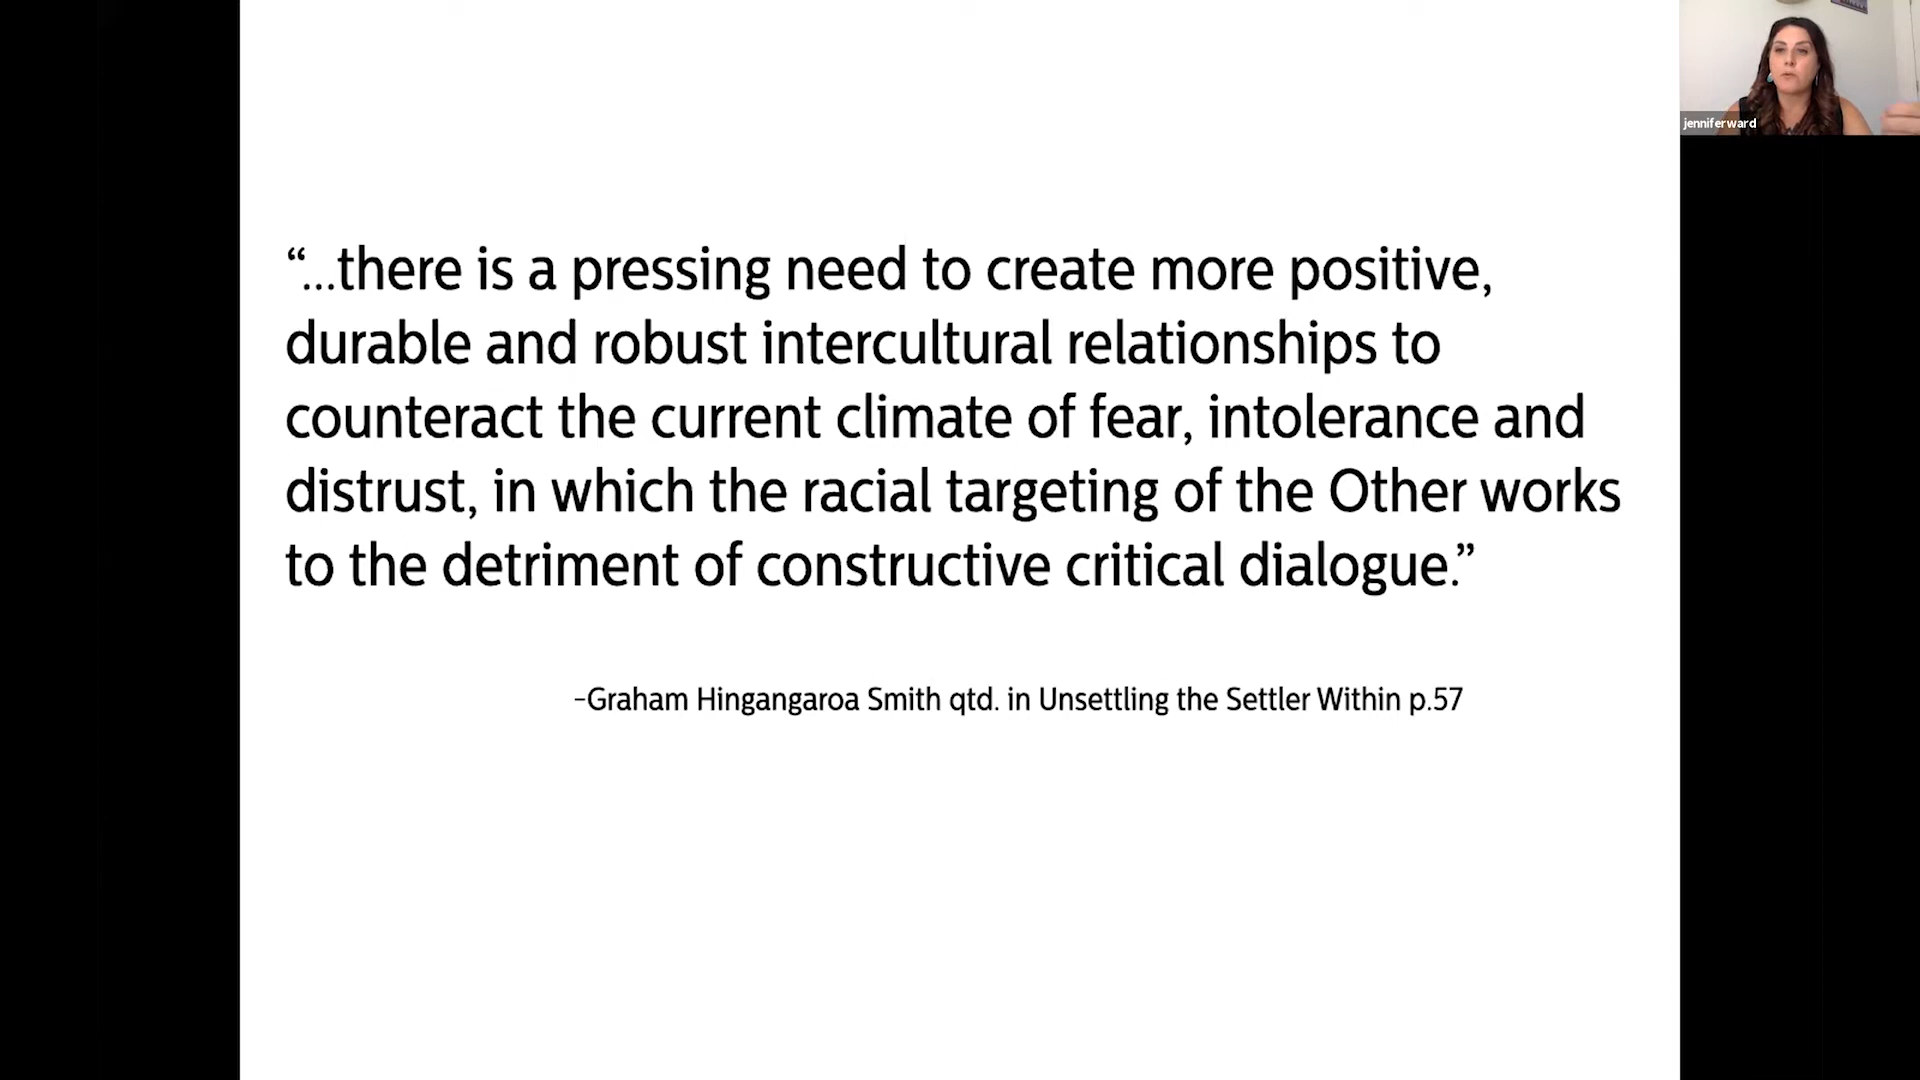 jenniferward
“...there is a pressing need to create more positive,
durable and robust intercultural relationships to
counteract the current climate of fear, intolerance and
distrust, in which the racial targeting of the Other works
to the detriment of constructive critical dialogue.”
–Graham Hingangaroa Smith qtd. in Unsettling the Settler Within p.57